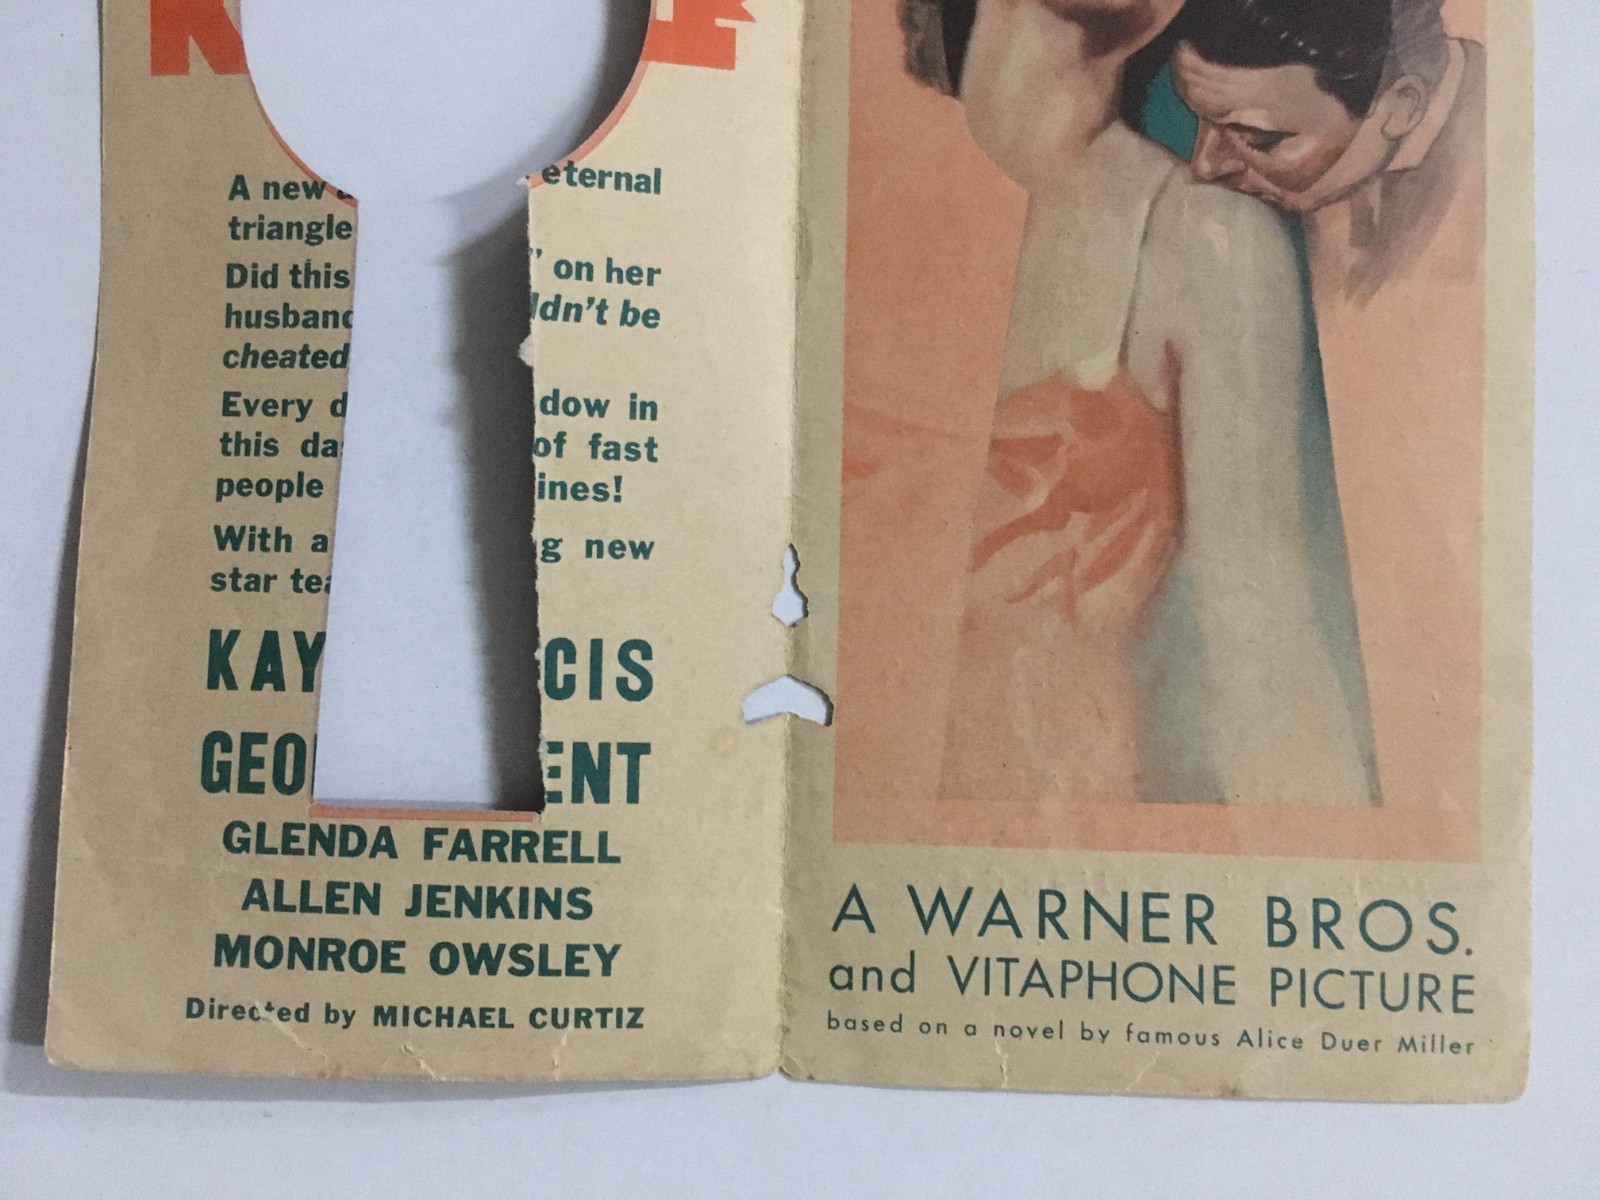 A new eternal
triangle
Did this " on her
husband ldn't be
cheated
Every d dow in
this da of fast
people ines!
With a g new
star tea
KAY CIS
GEO ENT
GLENDA FARRELL
ALLEN JENKINS
MONROE OWSLEY
Directed by MICHAEL CURTIZ
A WARNER BROS.
and VITAPHONE PICTURE
based on a novel by famous Alice Duer Miller